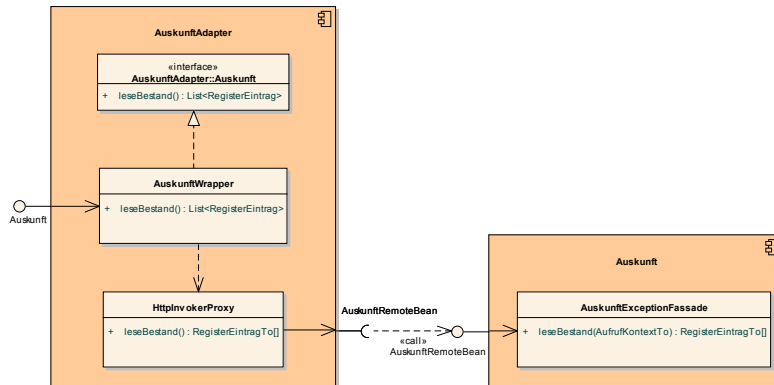 AuskunftAdapter
«interface»
AuskunftAdapter::Auskunft
+ leseBestand() : List<RegisterEintrag>
AuskunftWrapper
+ leseBestand() : List<RegisterEintrag>
Auskunft
HttpInvokerProxy
+ leseBestand() : RegisterEintragTo[]
AuskunftRemoteBean
«call»
AuskunftRemoteBean
Auskunft
AuskunftExceptionFassade
+ leseBestand(AufrufKontextTo) : RegisterEintragTo[]